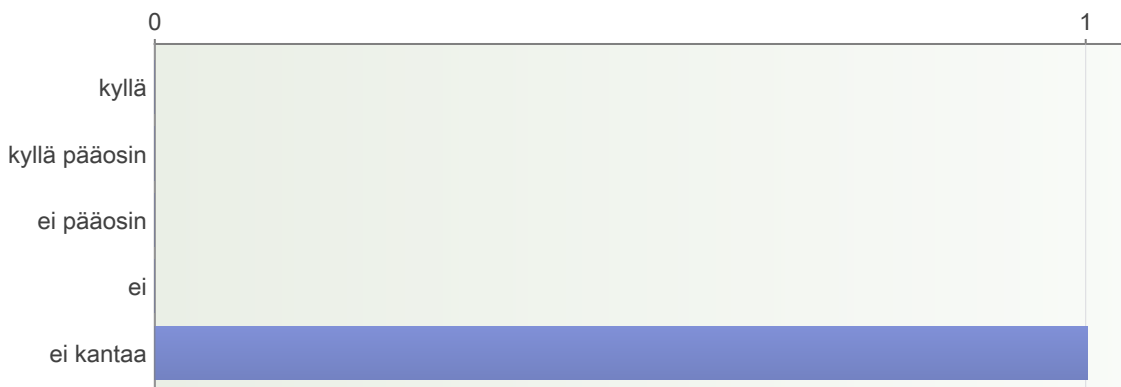 0 1
kyllä
kyllä pääosin
ei pääosin
ei
ei kantaa